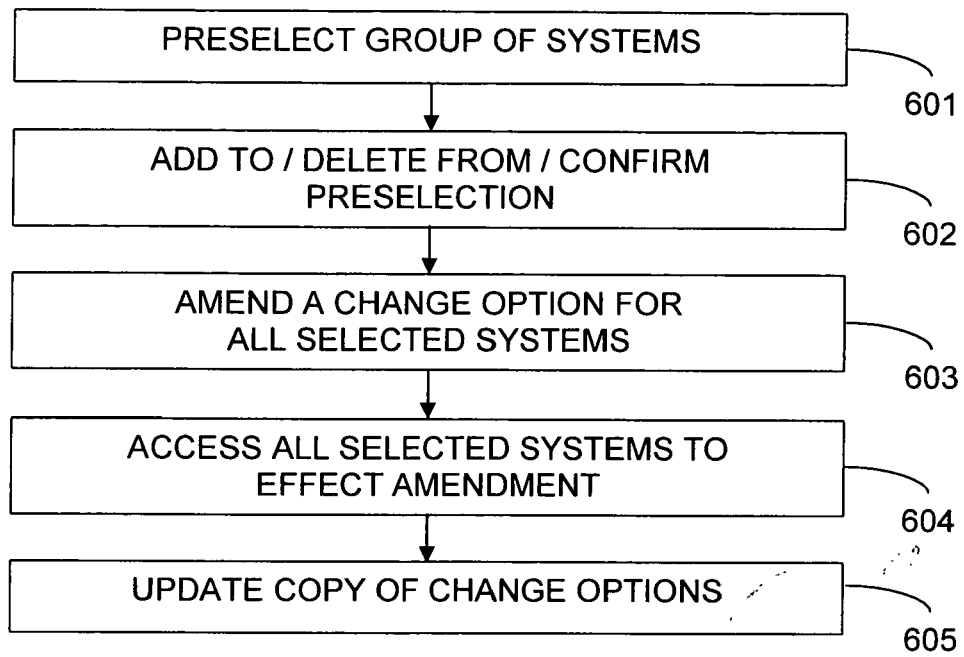 PRESELECT GROUP OF SYSTEMS
601
ADD TO / DELETE FROM / CONFIRM
PRESELECTION
602
AMEND A CHANGE OPTION FOR
ALL SELECTED SYSTEMS
603
ACCESS ALL SELECTED SYSTEMS TO
EFFECT AMENDMENT
604
UPDATE COPY OF CHANGE OPTIONS
605